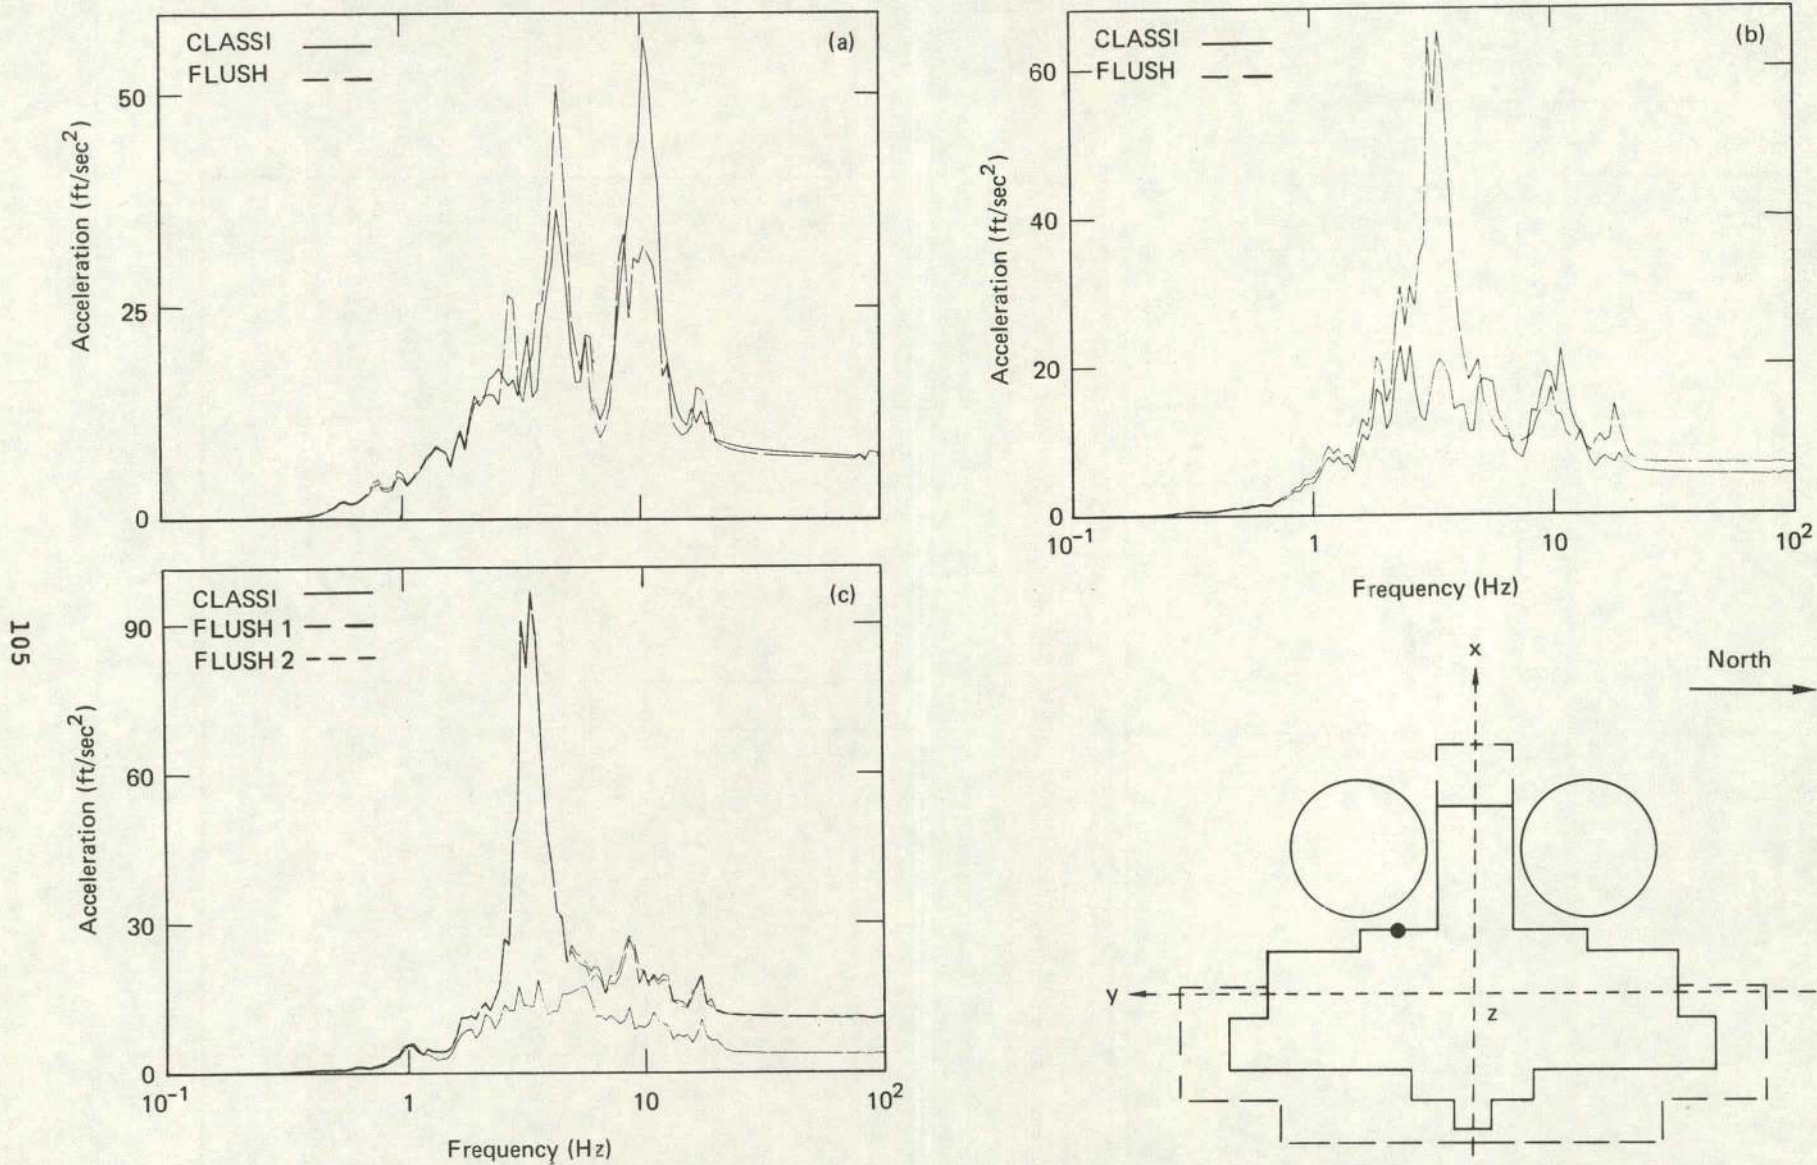 CLASSI
FLUSH
(a)
50
25
0
Acceleration (ft/sec²)
CLASSI
FLUSH
(b)
60
40
20
0
Acceleration (ft/sec²)
10⁻¹
1
10
10²
Frequency (Hz)
CLASSI
FLUSH 1
FLUSH 2
(c)
90
60
30
0
Acceleration (ft/sec²)
10⁻¹
1
10
10²
Frequency (Hz)
x
North
y
z
105